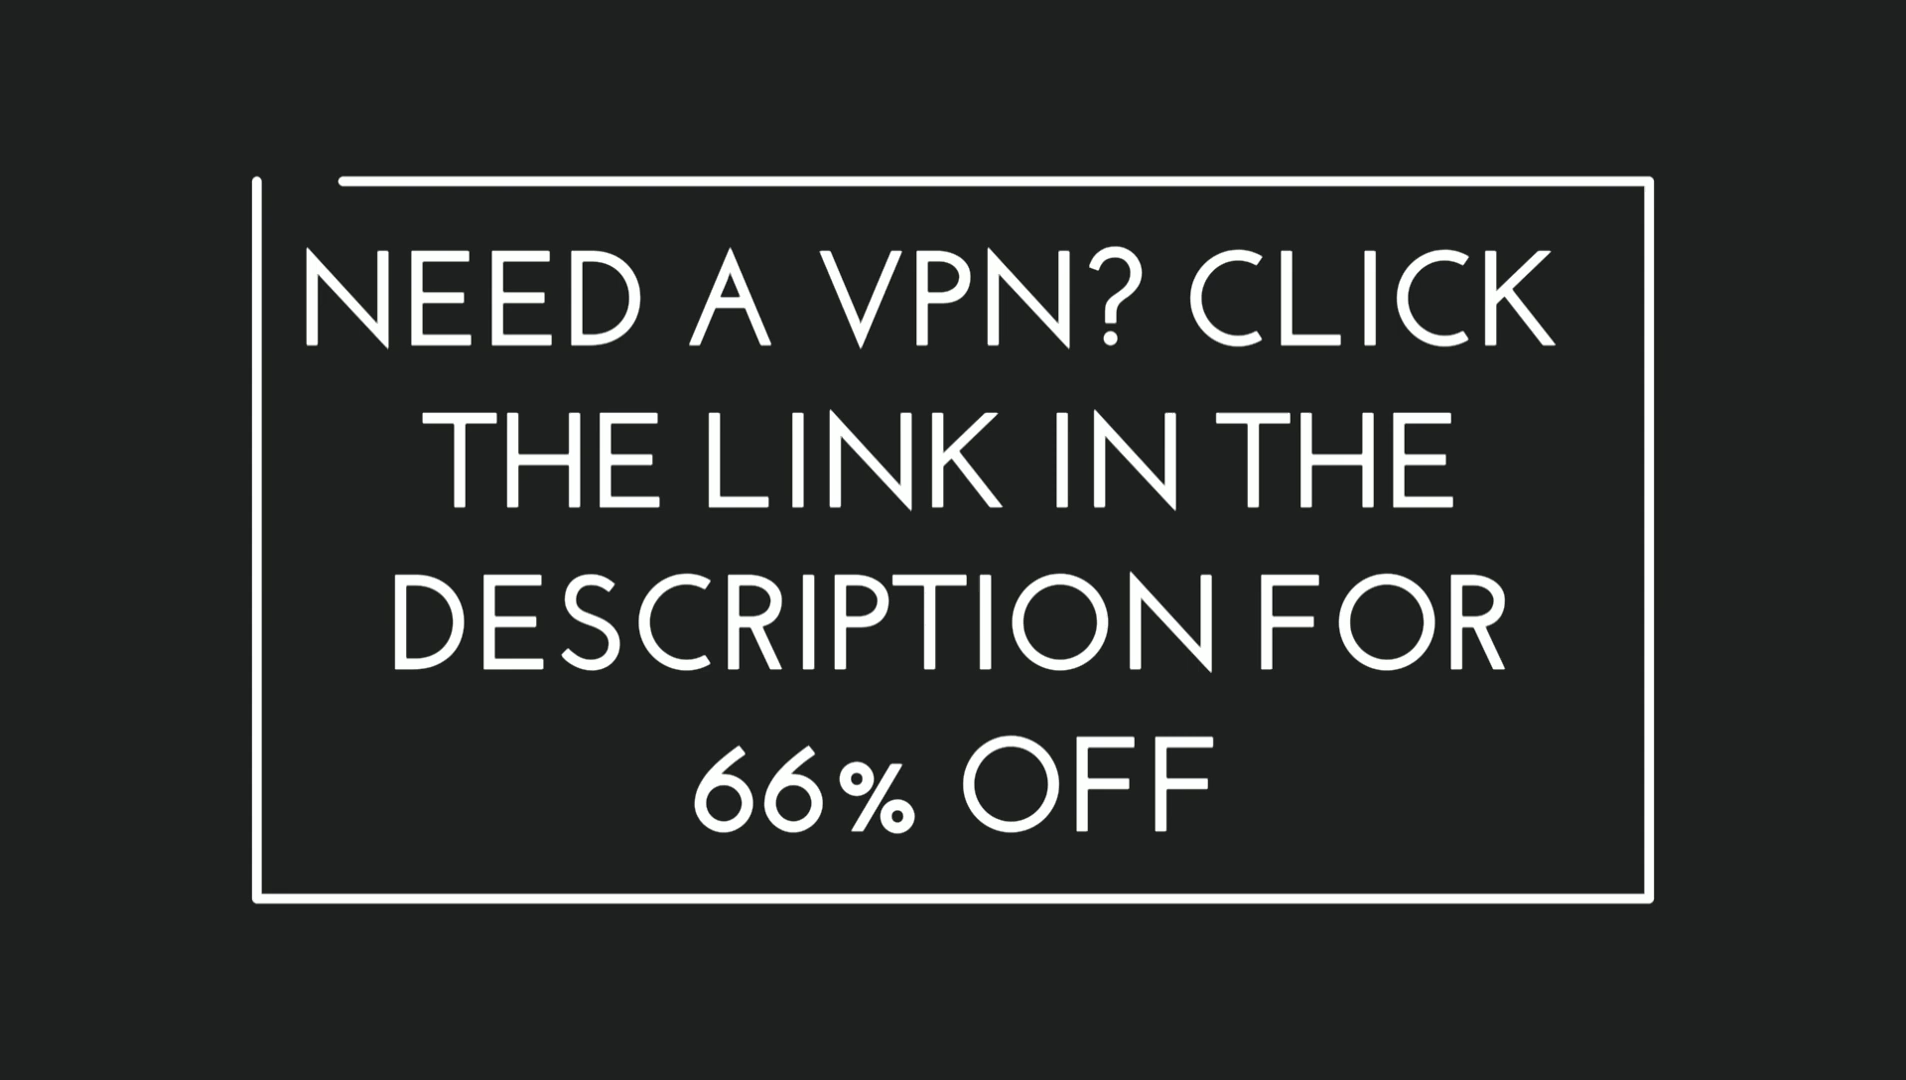 NEED A VPN? CLICK
THE LINK IN THE
DESCRIPTION FOR
66% OFF